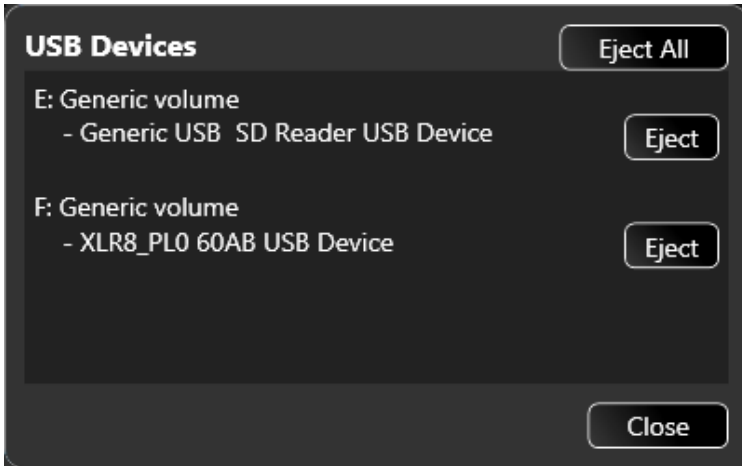 USB Devices
Eject All
E: Generic volume
- Generic USB  SD Reader USB Device
Eject
F: Generic volume
- XLR8_PL0 60AB USB Device
Eject
Close